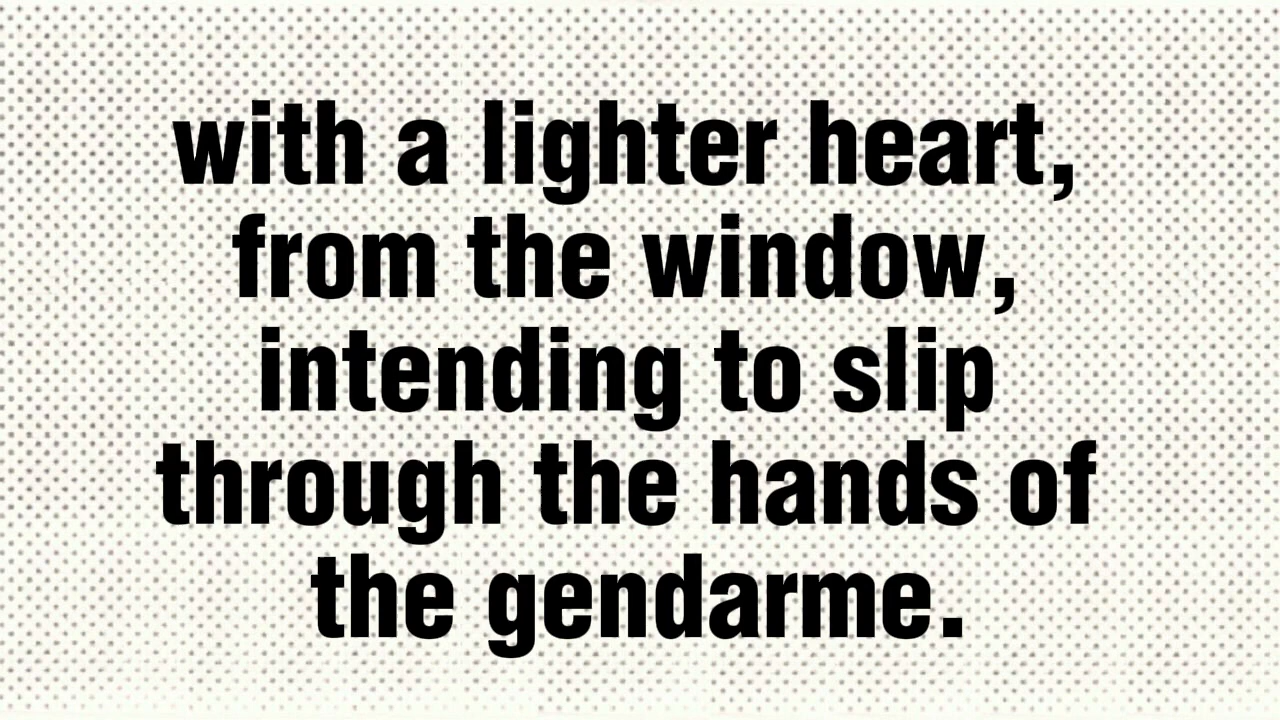 with a lighter heart,
from the window,
intending to slip
through the hands of
the gendarme.